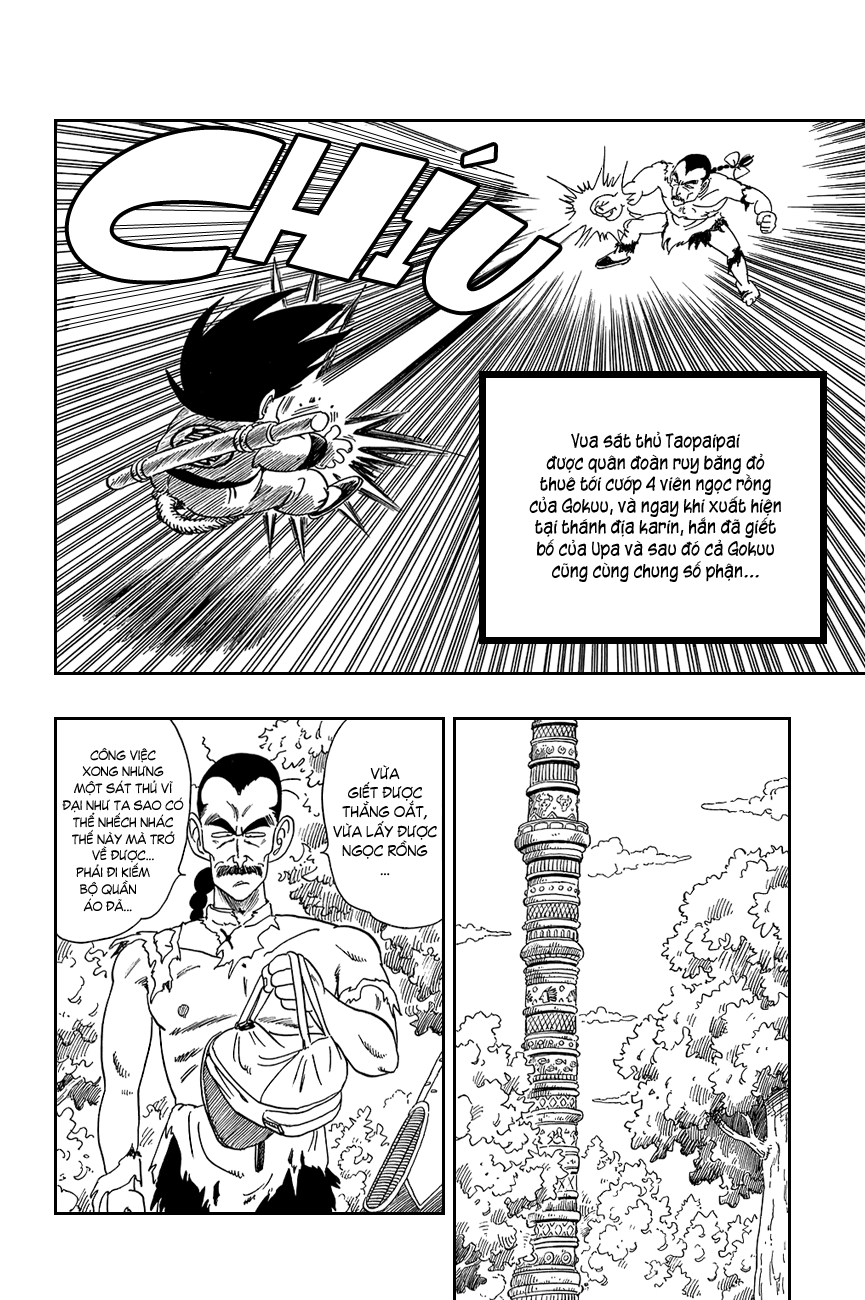 CHÍU
Vua sát thủ Taopaípai
được quân đoàn ruy băng đỏ
thuê tới cướp 4 viên ngọc rồng
của Gokuu, và ngay khi xuất hiện
tại thánh địa karín, hắn đã giết
bố của Upa và sau đó cả Gokuu
cũng cùng chung số phận...
VỪA
GIẾT ĐƯỢC
THẰNG OẮT,
VỪA LẤY ĐƯỢC
NGỌC RỒNG
...
CÔNG VIỆC
XONG NHƯNG
MỘT SÁT THỦ VĨ
ĐẠI NHƯ TA SAO CÓ
THỂ NHẾCH NHÁC
THẾ NÀY MÀ TRỞ
VỀ ĐƯỢC...
PHẢI ĐI KIẾM
BỘ QUẦN
ÁO DÃ...